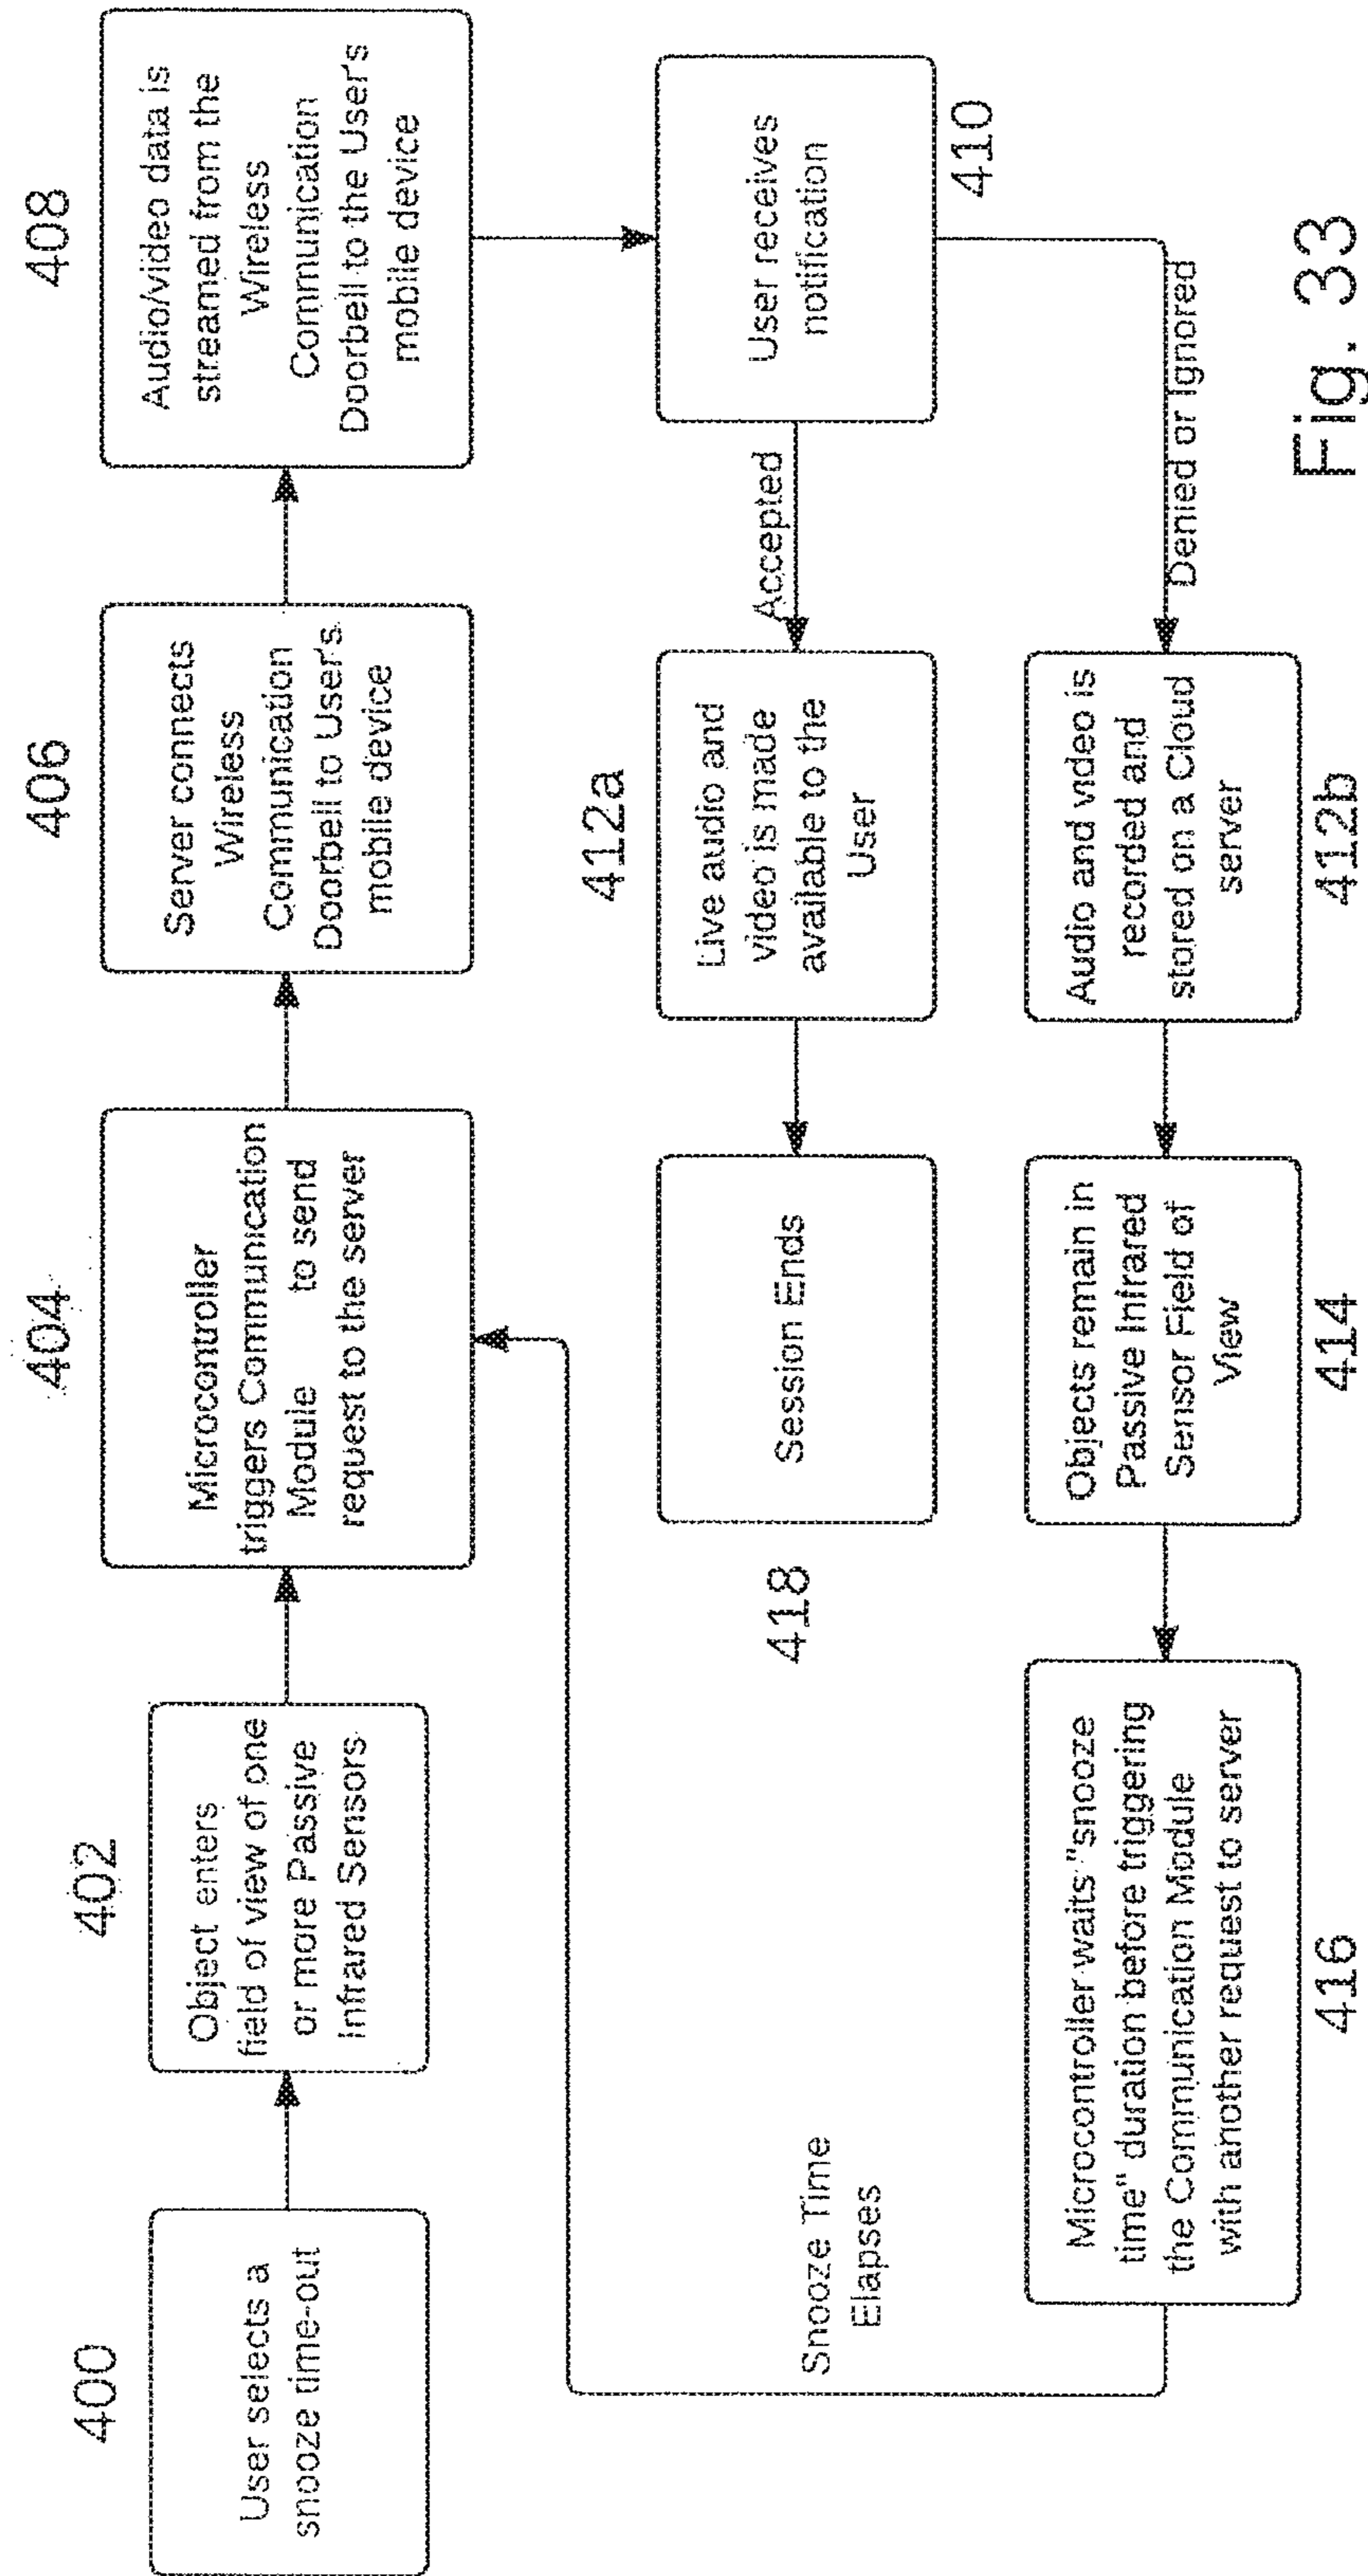 400
User selects a
snooze time-out
402
Object enters
field of view of one
or more Passive
Infrared Sensors
404
Microcontroller
triggers Communication
Module to send
request to the server
406
Server connects
Wireless
Communication
Doorbell to User's
mobile device
408
Audio/video data is
streamed from the
Wireless
Communication
Doorbell to the User's
mobile device
User receives
notification
410
Accepted
412a
Live audio and
video is made
available to the
User
Session Ends
418
Denied or Ignored
Audio and video is
recorded and
stored on a Cloud
server
412b
Objects remain in
Passive Infrared
Sensor Field of
View
414
Microcontroller waits "snooze
time" duration before triggering
the Communication Module
with another request to server
416
Snooze Time
Elapses
Fig. 33